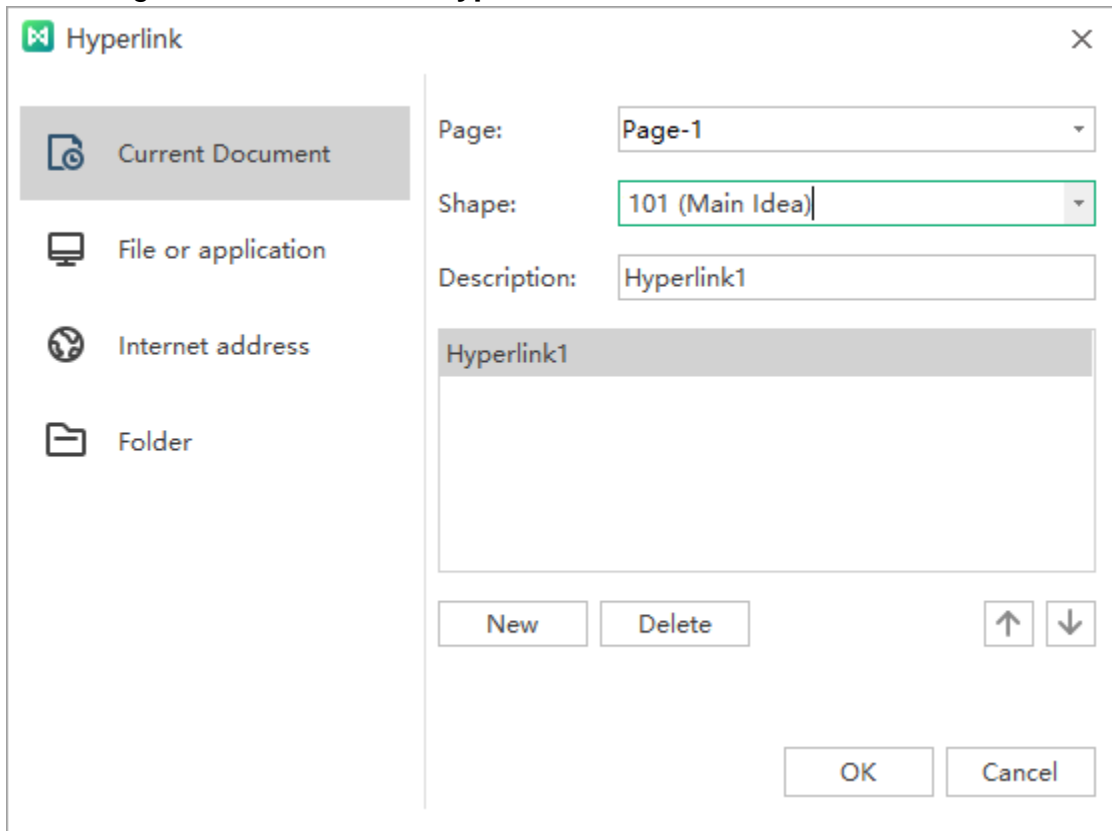 Hyperlink
Current Document
File or application
Internet address
Folder
Page: Page-1
Shape: 101 (Main Idea)
Description: Hyperlink1
Hyperlink1
New Delete
OK Cancel